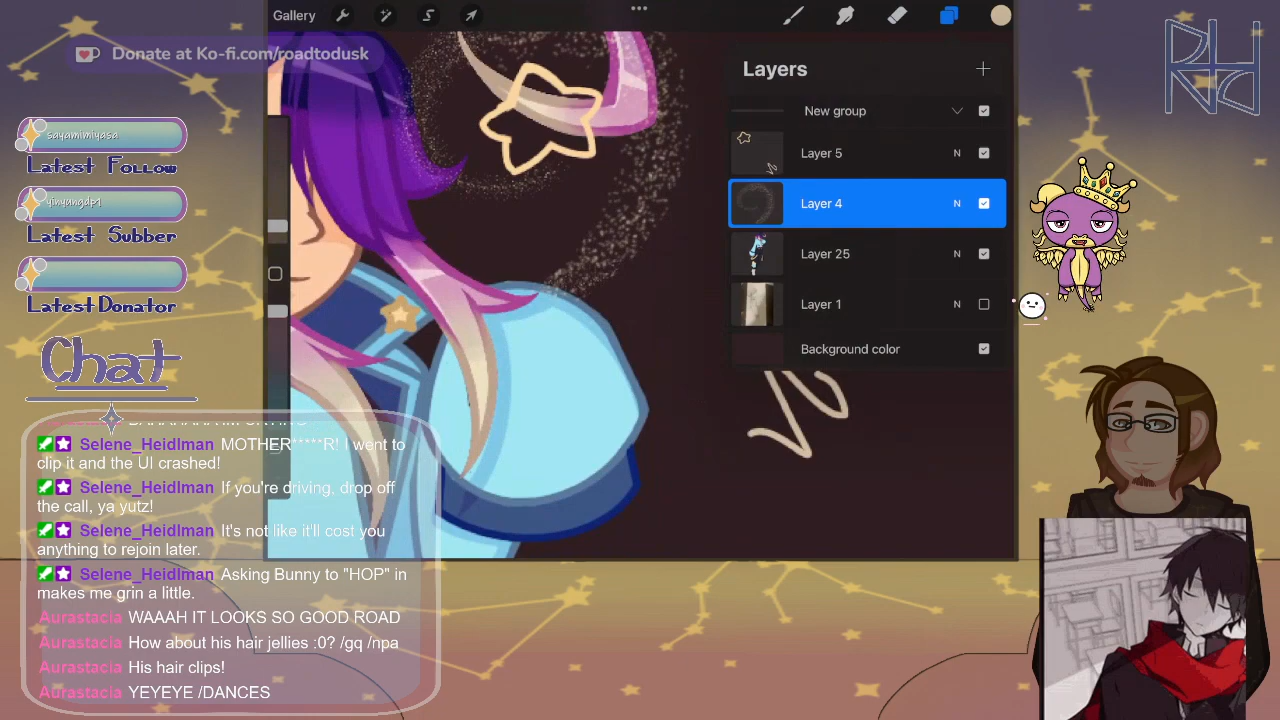 Gallery
Donate at Ko-fi.com/roadtodusk
sayamimiyasa
Latest Follow
yinyangdp1
Latest Subber
Latest Donator
Chat
Selene_Heidlman MOTHER*****R! I went to
clip it and the UI crashed!
Selene_Heidlman If you're driving, drop off
the call, ya yutz!
Selene_Heidlman It's not like it'll cost you
anything to rejoin later.
Selene_Heidlman Asking Bunny to "HOP" in
makes me grin a little.
Aurastacia WAAAH IT LOOKS SO GOOD ROAD
Aurastacia How about his hair jellies :0? /gq /npa
Aurastacia His hair clips!
Aurastacia YEYEYE /DANCES
Layers
New group
Layer 5 N
Layer 4 N
Layer 25 N
Layer 1 N
Background color